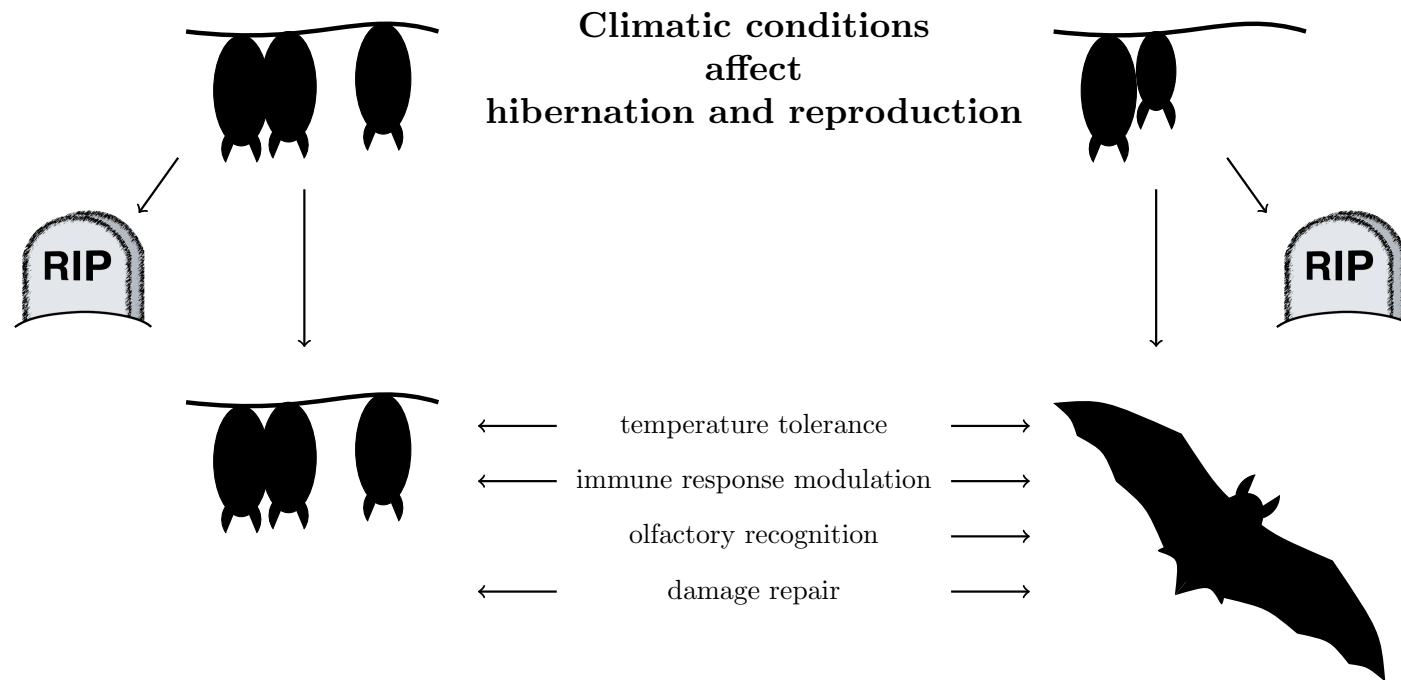 Climatic conditions
affect
hibernation and reproduction
RIP
RIP
temperature tolerance
immune response modulation
olfactory recognition
damage repair